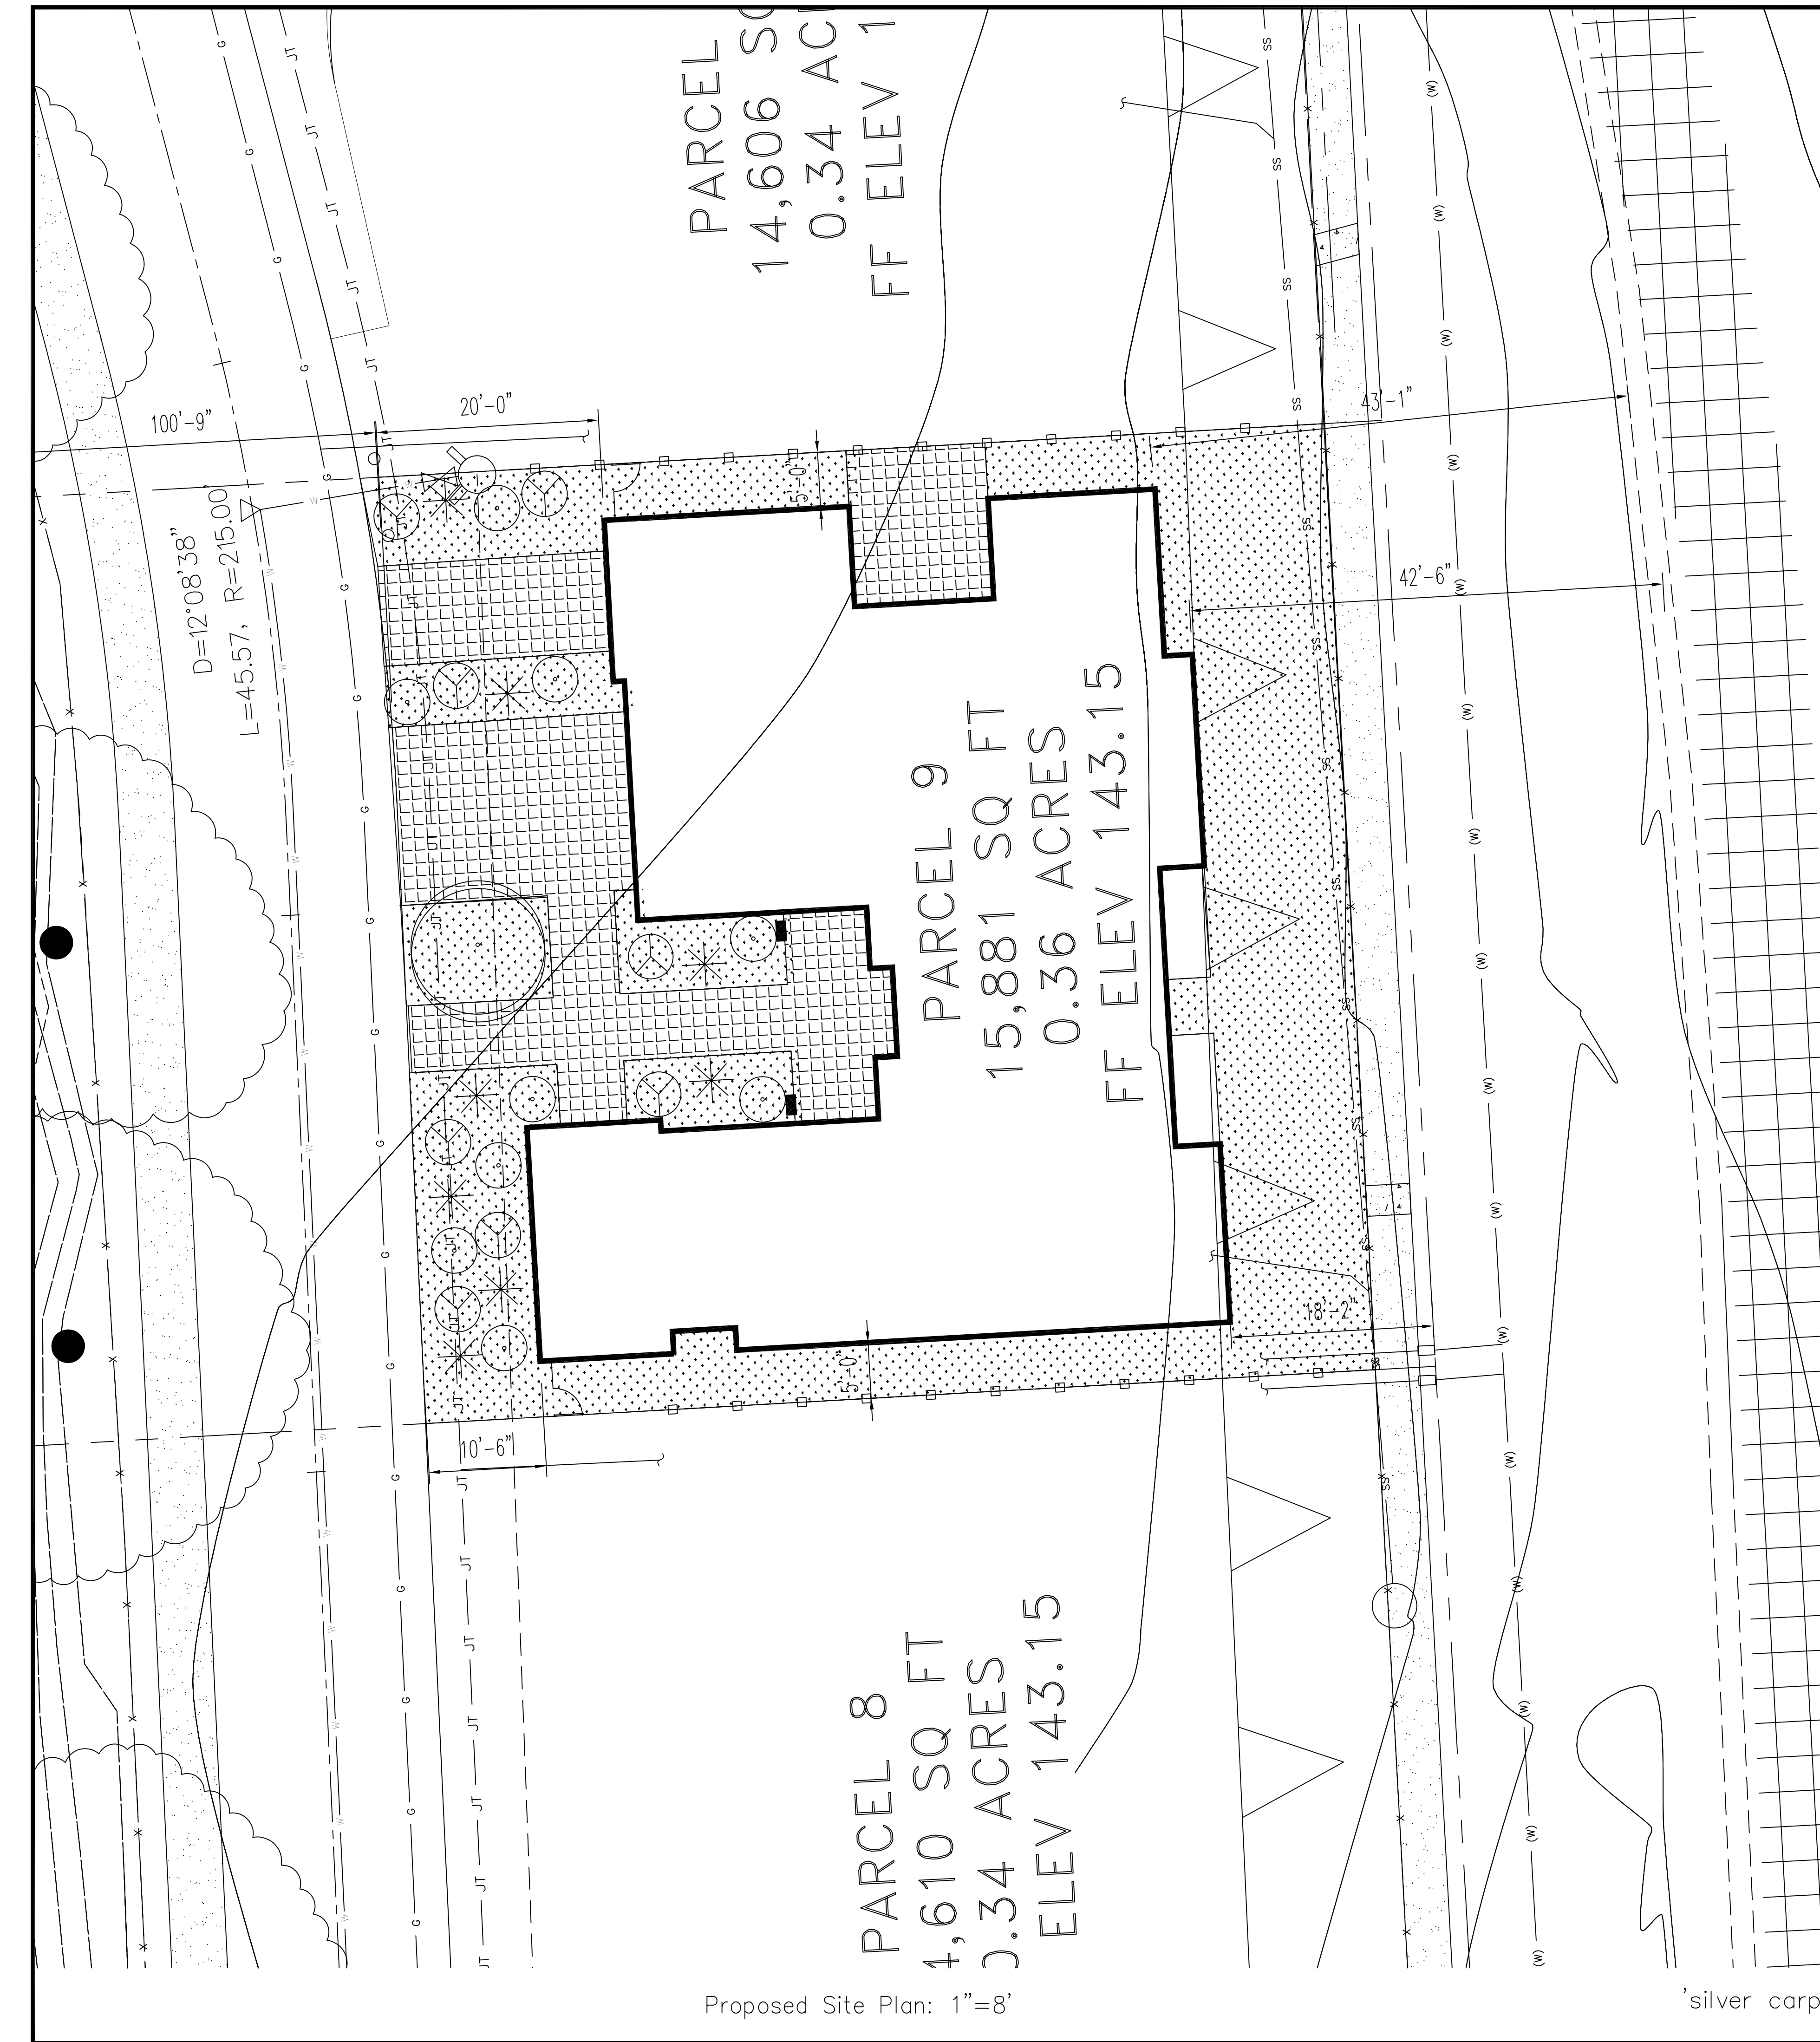 PARCEL
14,606 SQ
0.34 AC
FF ELEV 1
100'-9"
20'-0"
43'-1"
5'-0"
D=12°08'38"
L=45.57, R=215.00'
42'-6"
PARCEL 9
15,881 SQ FT
0.36 ACRES
FF ELEV 143.15
18'-2"
5'-0"
10'-6"
PARCEL 8
4,610 SQ FT
0.34 ACRES
ELEV 143.15
G
JT
W
SS
(W)
X
Proposed Site Plan: 1"=8'
'silver carp